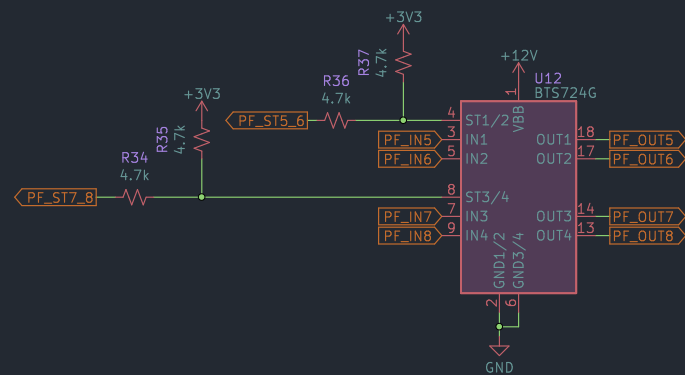 +3V3
R37
4.7k
+12V
U12
BTS724G
R36
4.7k
+3V3
R35
4.7k
PF_ST5_6
4
ST1/2
1
VBB
PF_IN5
3
IN1
OUT1
18
PF_OUT5
PF_IN6
5
IN2
OUT2
17
PF_OUT6
R34
4.7k
PF_ST7_8
8
ST3/4
PF_IN7
7
IN3
OUT3
14
PF_OUT7
PF_IN8
9
IN4
OUT4
13
PF_OUT8
GND1/2
GND3/4
2
6
GND